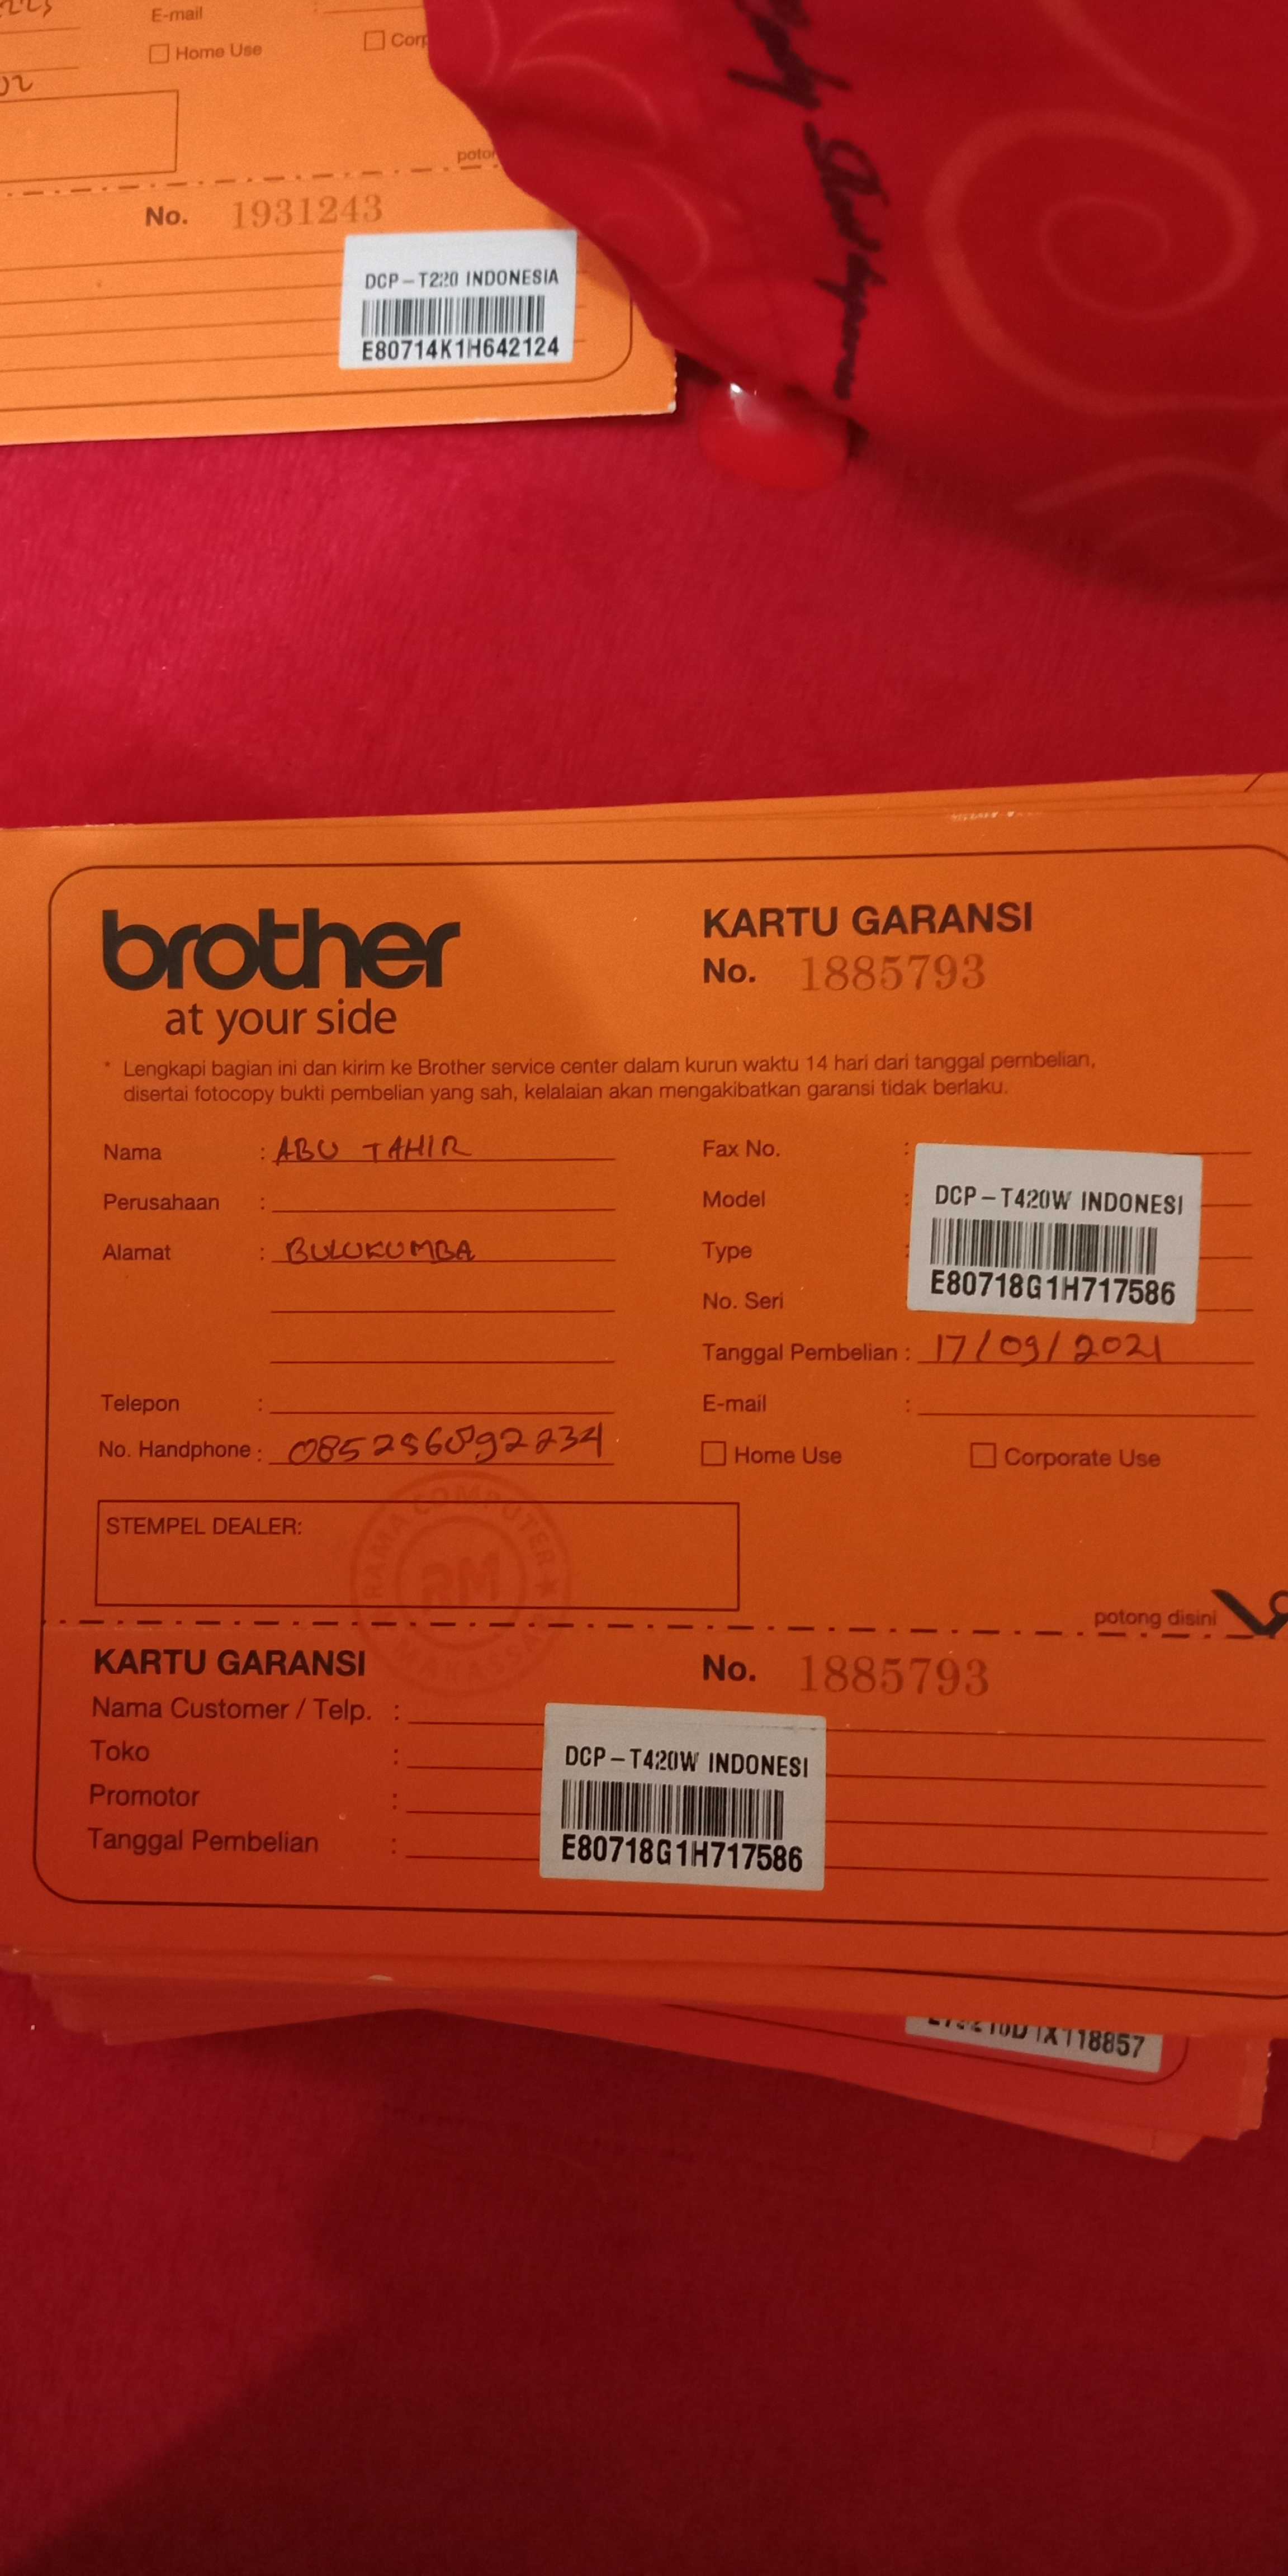 E-mail :
Home Use
No. 1931243
DCP-T220 INDONESIA
E80714K1H642124
brother
at your side
KARTU GARANSI
No. 1885793
* Lengkapi bagian ini dan kirim ke Brother service center dalam kurun waktu 14 hari dari tanggal pembelian,
disertai fotocopy bukti pembelian yang sah, kelalaian akan mengakibatkan garansi tidak berlaku.
Nama : ABU TAHIR
Perusahaan :
Alamat : BULUKUMBA
Telepon :
No. Handphone :
Fax No. :
Model :
Type :
No. Seri
DCP-T420W INDONESI
E80718G1H717586
Tanggal Pembelian : 17/09/2021
E-mail :
Home Use Corporate Use
STEMPEL DEALER:
RAMA COMPUTER
RM
potong disini
KARTU GARANSI
No. 1885793
Nama Customer / Telp. :
Toko :
Promotor :
Tanggal Pembelian :
DCP-T420W INDONESI
E80718G1H717586